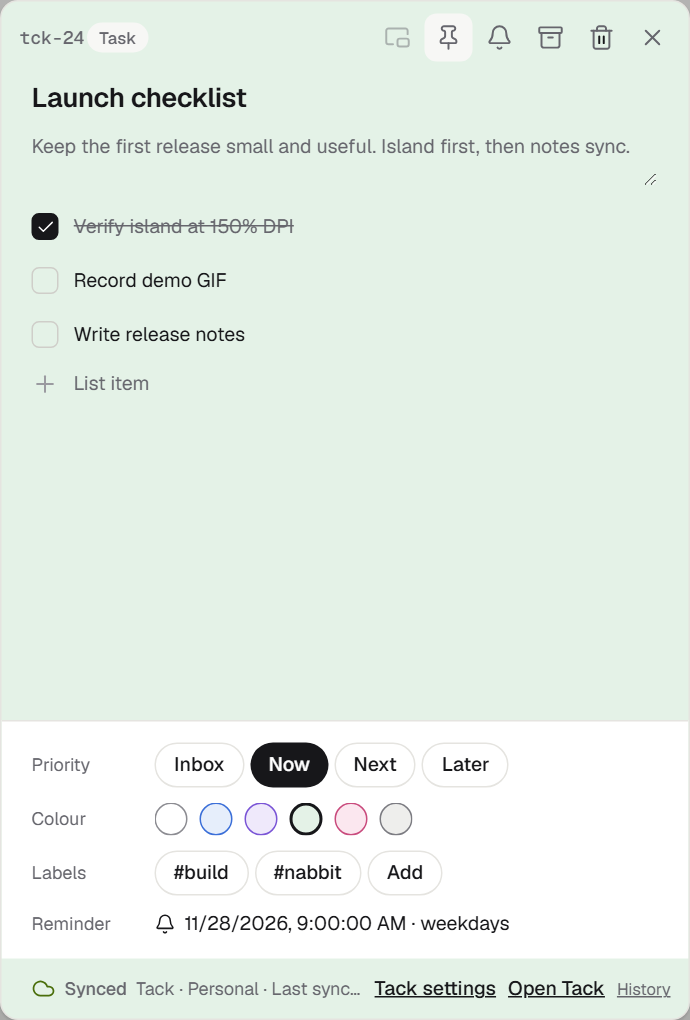 tck-24 Task
Launch checklist
Keep the first release small and useful. Island first, then notes sync.
Verify island at 150% DPI
Record demo GIF
Write release notes
List item
Priority Inbox Now Next Later
Colour
Labels #build #nabbit Add
Reminder 11/28/2026, 9:00:00 AM · weekdays
Synced Tack · Personal · Last sync... Tack settings Open Tack History